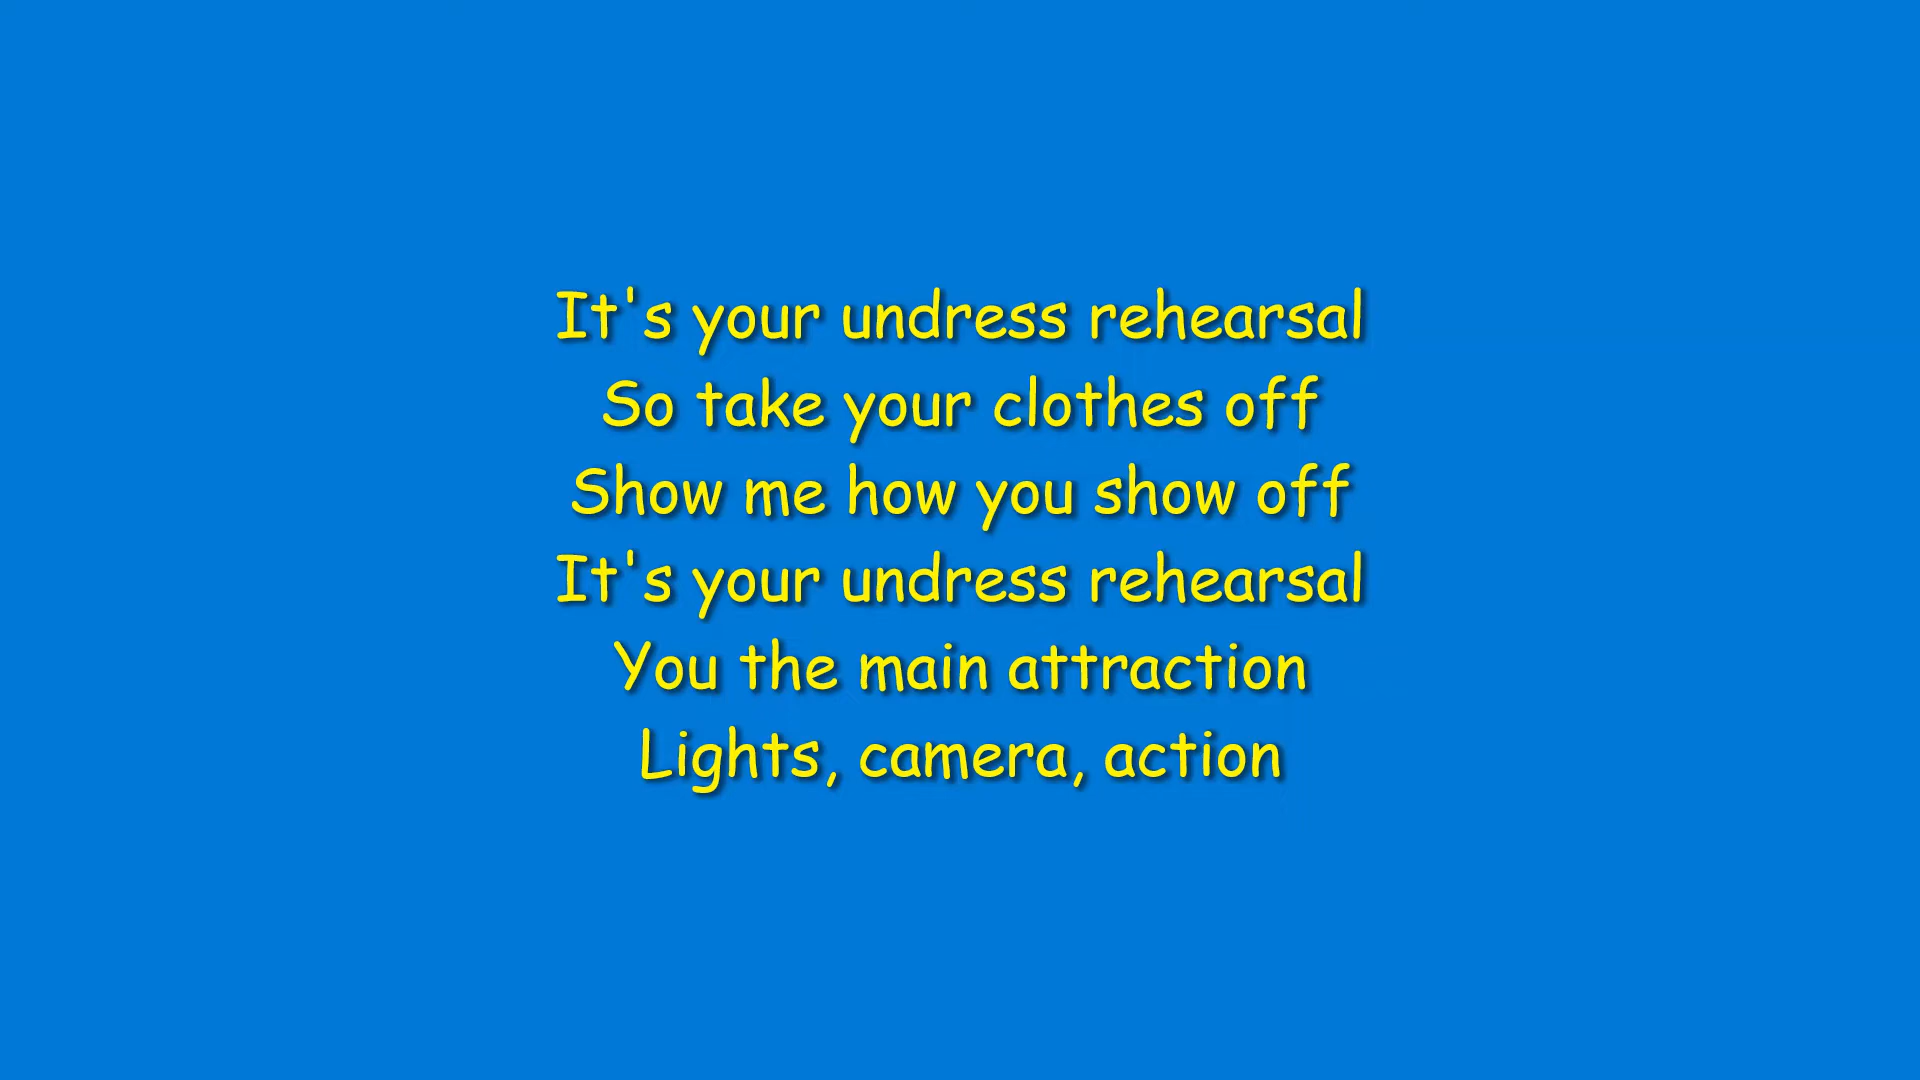 It's your undress rehearsal
So take your clothes off
Show me how you show off
It's your undress rehearsal
You the main attraction
Lights, camera, action